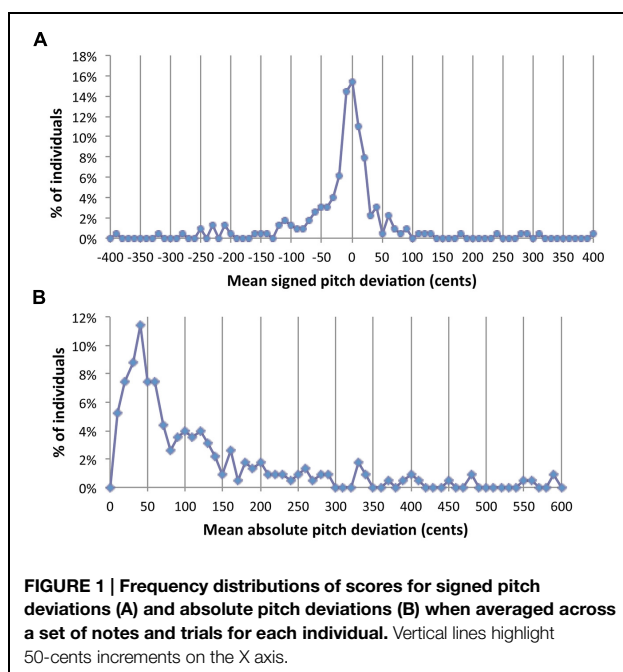 A
18%
16%
14%
12%
10%
8%
6%
4%
2%
0%
% of individuals
-400 -350 -300 -250 -200 -150 -100 -50 0 50 100 150 200 250 300 350 400
Mean signed pitch deviation (cents)
B
12%
10%
8%
6%
4%
2%
0%
% of individuals
0 50 100 150 200 250 300 350 400 450 500 550 600
Mean absolute pitch deviation (cents)
FIGURE 1 | Frequency distributions of scores for signed pitch
deviations (A) and absolute pitch deviations (B) when averaged across
a set of notes and trials for each individual. Vertical lines highlight
50-cents increments on the X axis.